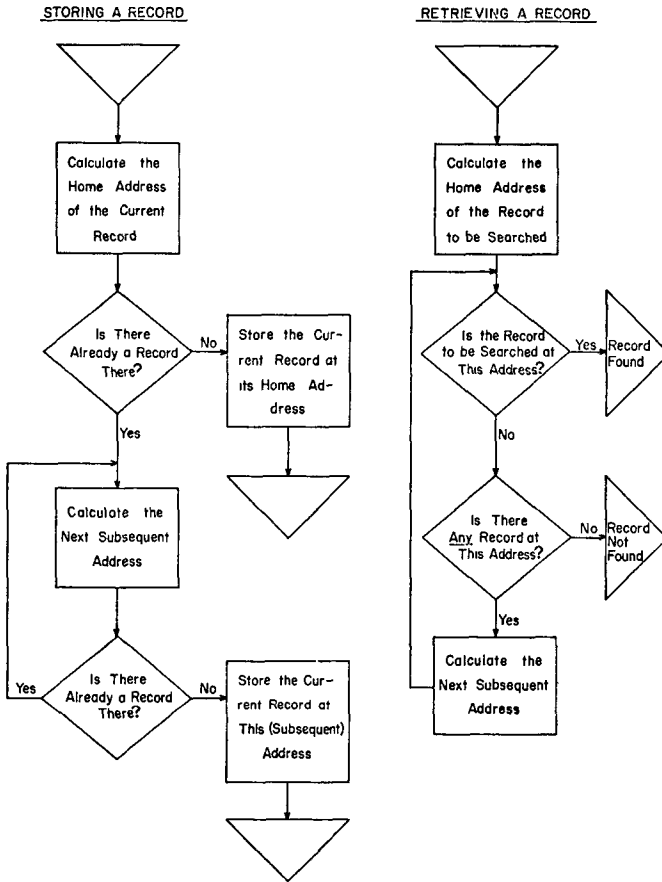 STORING A RECORD
Calculate the
Home Address
of the Current
Record
Is There
Already a Record
There?
No
Store the Cur-
rent Record at
its Home Ad-
dress
Yes
Calculate the
Next Subsequent
Address
Is There
Already a Record
There?
Yes
No
Store the Cur-
rent Record at
This (Subsequent)
Address
RETRIEVING A RECORD
Calculate the
Home Address
of the Record
to be Searched
Is the Record
to be Searched at
This Address?
Yes
Record
Found
No
Is There
Any Record at
This Address?
No
Record
Not
Found
Yes
Calculate the
Next Subsequent
Address